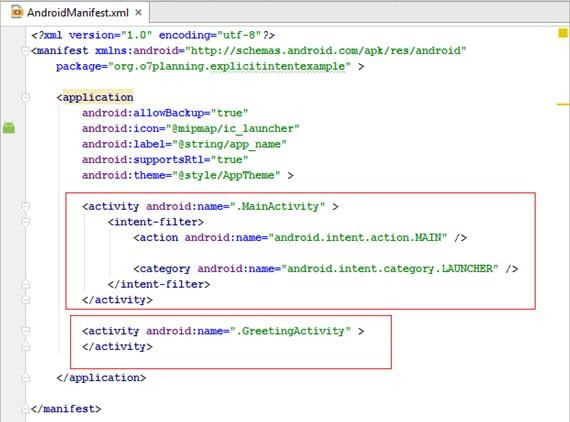 AndroidManifest.xml ×
<?xml version="1.0" encoding="utf-8"?>
<manifest xmlns:android="http://schemas.android.com/apk/res/android"
    package="org.o7planning.explicitintentexample" >
    <application
        android:allowBackup="true"
        android:icon="@mipmap/ic_launcher"
        android:label="@string/app_name"
        android:supportsRtl="true"
        android:theme="@style/AppTheme" >
        <activity android:name=".MainActivity" >
            <intent-filter>
                <action android:name="android.intent.action.MAIN" />
                <category android:name="android.intent.category.LAUNCHER" />
            </intent-filter>
        </activity>
        <activity android:name=".GreetingActivity" >
        </activity>
    </application>
</manifest>